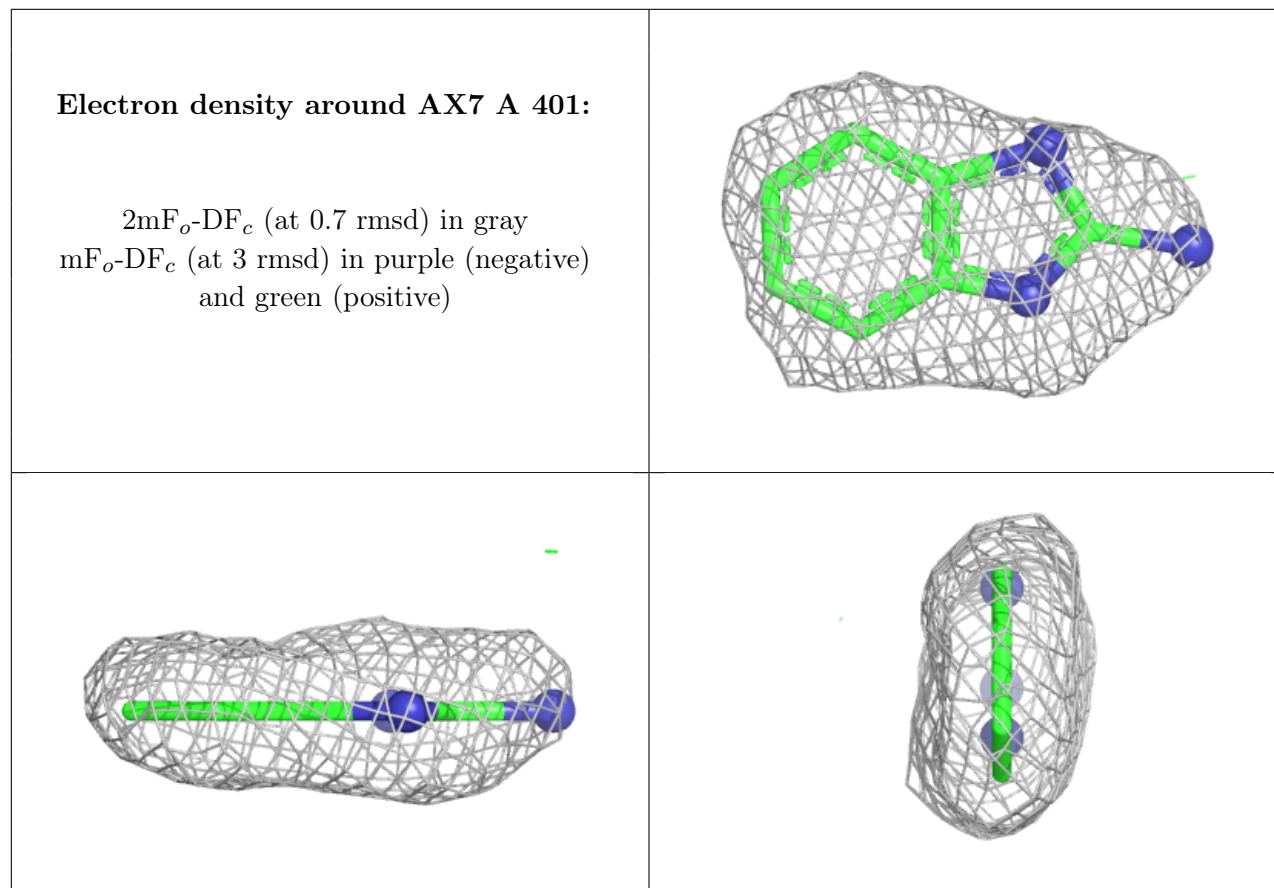 Electron density around AX7 A 401:
2mFo-DFc (at 0.7 rmsd) in gray
mFo-DFc (at 3 rmsd) in purple (negative)
and green (positive)